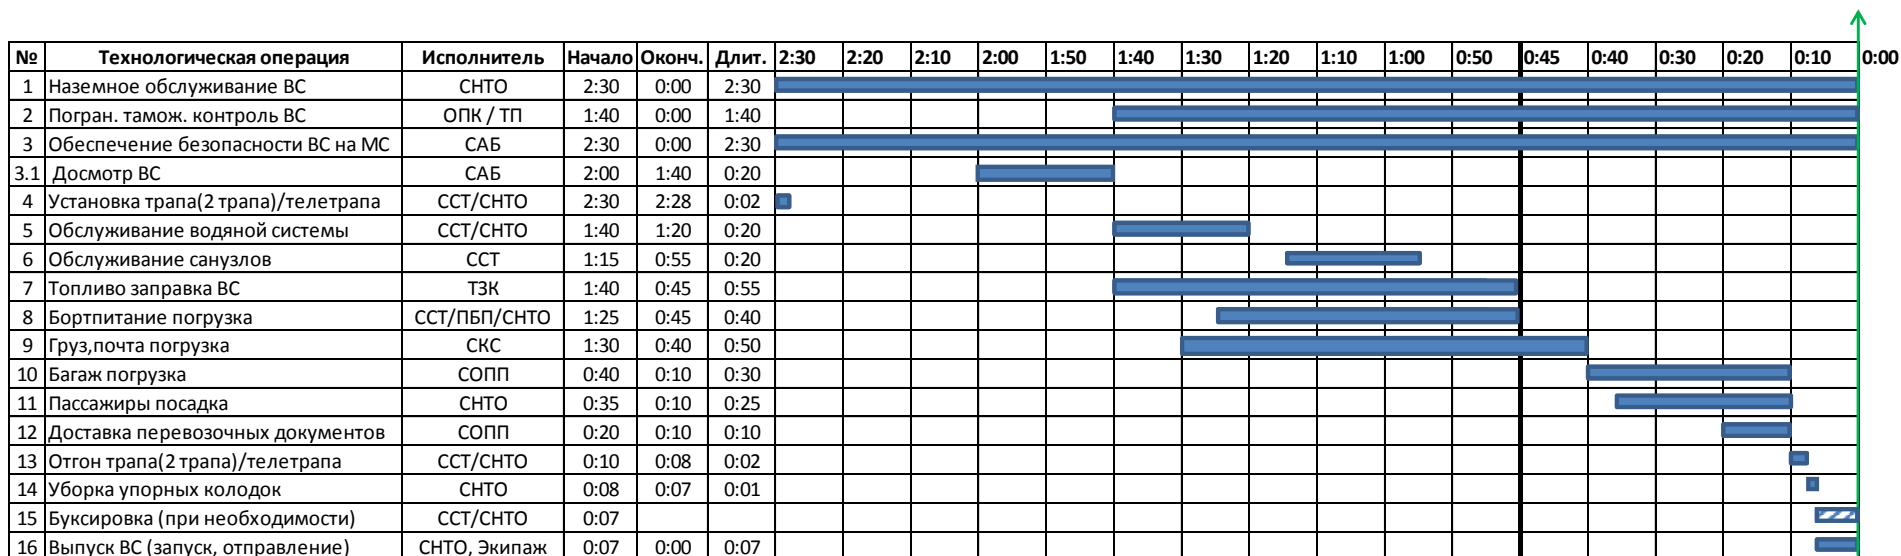 № Технологическая операция Исполнитель Начало Оконч. Длит. 2:30 2:20 2:10 2:00 1:50 1:40 1:30 1:20 1:10 1:00 0:50 0:45 0:40 0:30 0:20 0:10 0:00
1 Наземное обслуживание ВС СНТО 2:30 0:00 2:30
2 Погран. тамож. контроль ВС ОПК / ТП 1:40 0:00 1:40
3 Обеспечение безопасности ВС на МС САБ 2:30 0:00 2:30
3.1 Досмотр ВС САБ 2:00 1:40 0:20
4 Установка трапа(2 трапа)/телетрапа ССТ/СНТО 2:30 2:28 0:02
5 Обслуживание водяной системы ССТ/СНТО 1:40 1:20 0:20
6 Обслуживание санузлов ССТ 1:15 0:55 0:20
7 Топливо заправка ВС ТЗК 1:40 0:45 0:55
8 Бортпитание погрузка ССТ/ПБП/СНТО 1:25 0:45 0:40
9 Груз,почта погрузка СКС 1:30 0:40 0:50
10 Багаж погрузка СОПП 0:40 0:10 0:30
11 Пассажиры посадка СНТО 0:35 0:10 0:25
12 Доставка перевозочных документов СОПП 0:20 0:10 0:10
13 Отгон трапа(2 трапа)/телетрапа ССТ/СНТО 0:10 0:08 0:02
14 Уборка упорных колодок СНТО 0:08 0:07 0:01
15 Буксировка (при необходимости) ССТ/СНТО 0:07
16 Выпуск ВС (запуск, отправление) СНТО, Экипаж 0:07 0:00 0:07